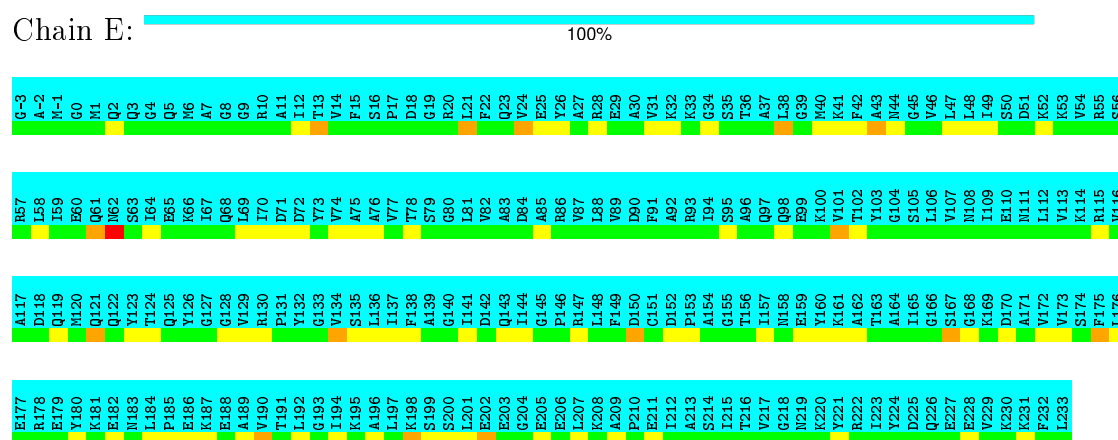 Chain E:
100%
G-3 A-2 M-1 G0 M1 Q2 Q3 G4 Q5 M6 A7 G8 G9 R10 A11 I12 T13 V14 F15 S16 P17 D18 G19 R20 L21 F22 Q23 V24 E25 Y26 A27 R28 E29 A30 V31 K32 K33 G34 S35 T36 A37 L38 G39 M40 K41 F42 A43 N44 G45 V46 L47 L48 I49 S50 D51 K52 K53 V54 R55 S56
R57 L58 I59 E60 Q61 N62 S63 I64 E65 K66 I67 Q68 L69 I70 D71 D72 Y73 V74 A75 A76 V77 T78 S79 G80 L81 V82 A83 D84 A85 R86 V87 L88 V89 D90 F91 A92 R93 I94 S95 A96 Q97 Q98 E99 K100 V101 T102 Y103 G104 S105 L106 V107 N108 I109 E110 N111 L112 V113 K114 R115 V116
A117 D118 Q119 M120 Q121 Q122 Y123 T124 Q125 Y126 G127 G128 V129 R130 P131 Y132 G133 V134 S135 L136 I137 F138 A139 G140 I141 D142 Q143 I144 G145 P146 R147 L148 F149 D150 C151 D152 P153 A154 G155 T156 I157 N158 E159 Y160 K161 A162 T163 A164 I165 G166 S167 G168 K169 D170 A171 V172 V173 S174 F175 L176
E177 R178 E179 Y180 K181 E182 N183 L184 P185 E186 K187 E188 A189 V190 T191 L192 G193 I194 K195 A196 L197 K198 S199 S200 L201 E202 E203 G204 E205 E206 L207 K208 A209 P210 E211 I212 A213 S214 I215 T216 V217 G218 N219 K220 Y221 R222 I223 Y224 D225 Q226 E227 E228 V229 K230 K231 F232 L233